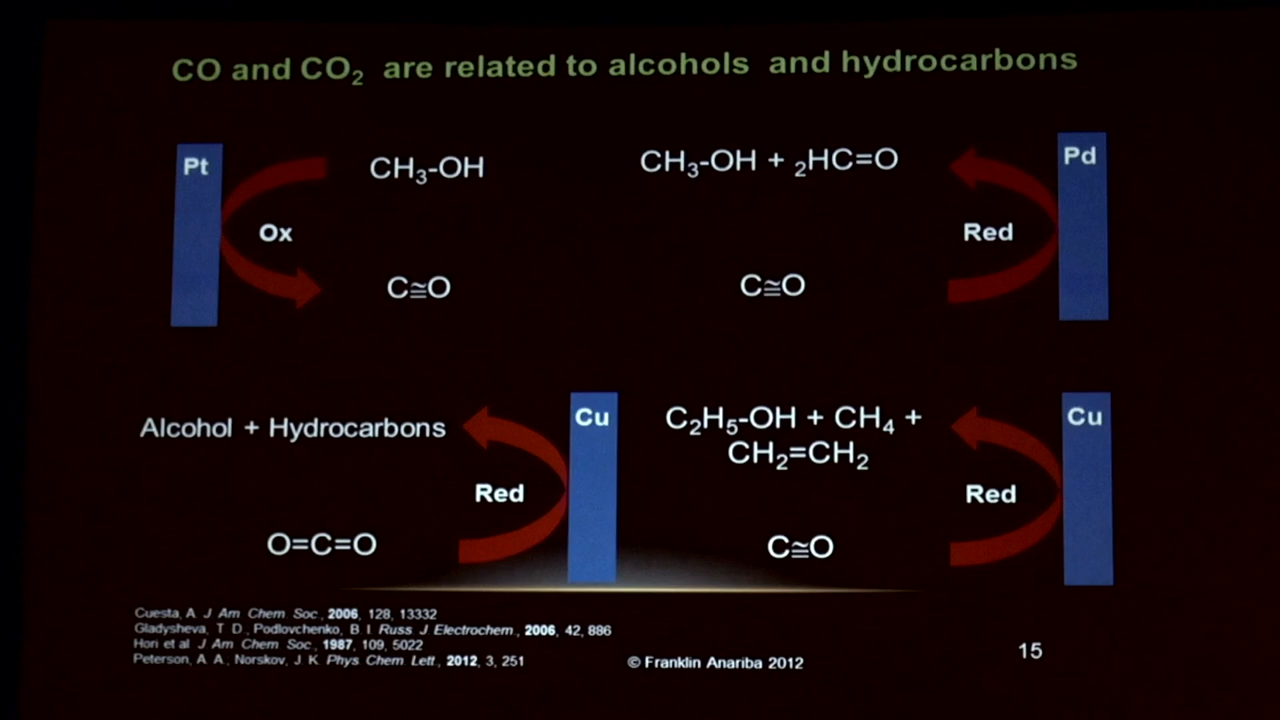 CO and CO₂ are related to alcohols and hydrocarbons
Pt
CH₃-OH
Ox
C≅O
CH₃-OH + ₂HC=O
Pd
Red
C≅O
Alcohol + Hydrocarbons
Cu
Red
O=C=O
C₂H₅-OH + CH₄ +
CH₂=CH₂
Cu
Red
C≅O
Cuesta, A. J Am Chem Soc, 2006, 128, 13332
Gladysheva, T D, Podlovchenko, B I. Russ J Electrochem, 2006, 42, 886
Hori et al J Am Chem Soc, 1987, 109, 5022
Peterson, A A, Norskov, J K Phys Chem Lett, 2012, 3, 251
© Franklin Anariba 2012
15